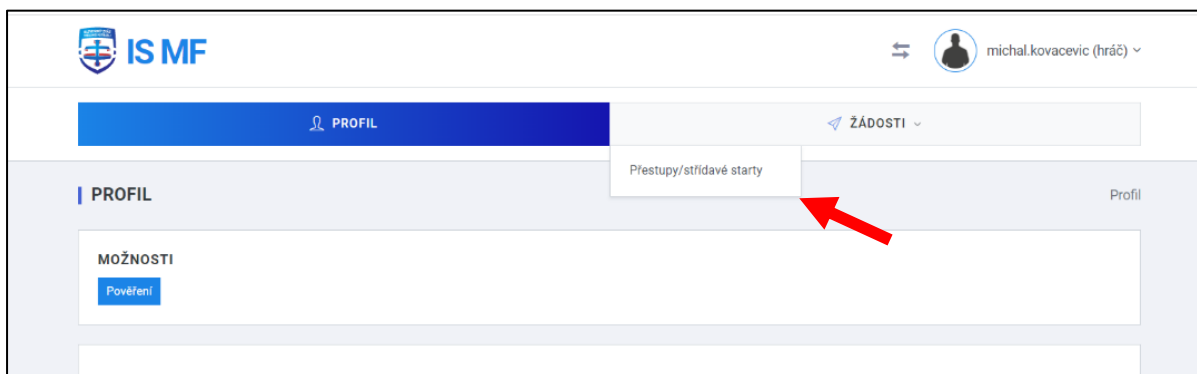 IS MF
michal.kovacevic (hráč)
PROFIL
ŽÁDOSTI
Přestupy/střídavé starty
PROFIL
Profil
MOŽNOSTI
Pověření